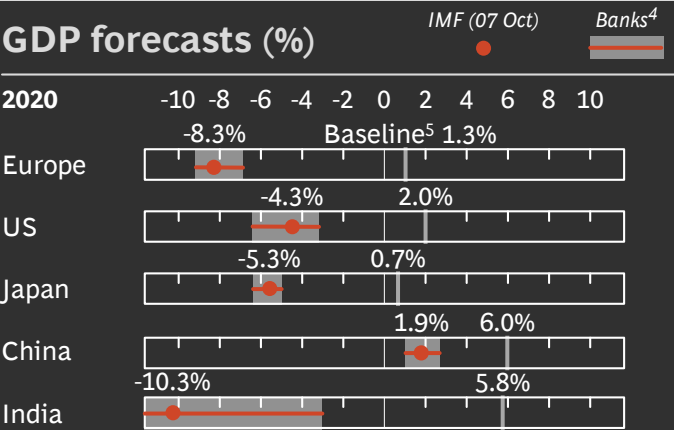 GDP forecasts (%)
IMF (07 Oct)
Banks4
2020 -10 -8 -6 -4 -2 0 2 4 6 8 10
-8.3% Baseline5 1.3%
Europe
-4.3% 2.0%
US
-5.3% 0.7%
Japan
1.9% 6.0%
China
-10.3% 5.8%
India